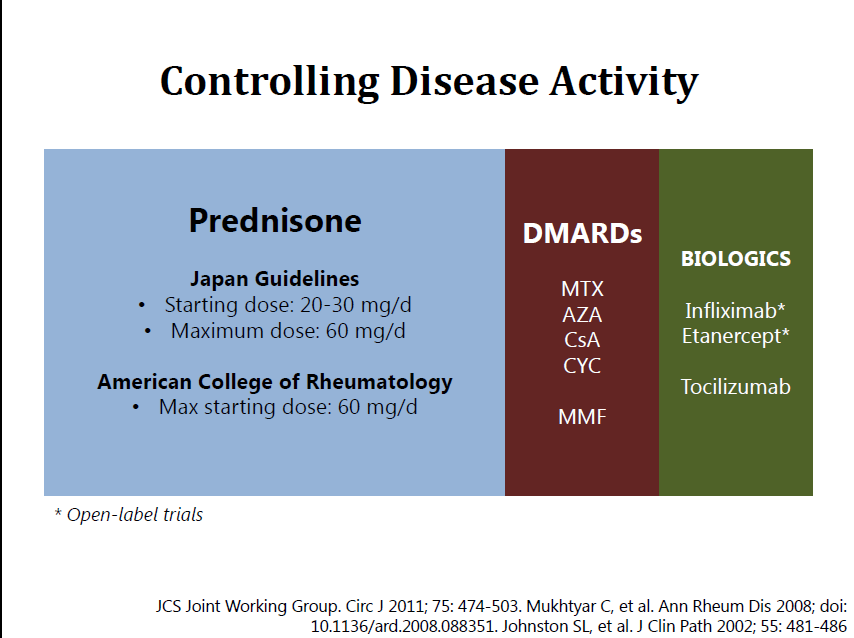 Controlling Disease Activity
Prednisone
Japan Guidelines
• Starting dose: 20-30 mg/d
• Maximum dose: 60 mg/d
American College of Rheumatology
• Max starting dose: 60 mg/d
DMARDs
MTX
AZA
CsA
CYC
MMF
BIOLOGICS
Infliximab*
Etanercept*
Tocilizumab
* Open-label trials
JCS Joint Working Group. Circ J 2011; 75: 474-503. Mukhtyar C, et al. Ann Rheum Dis 2008; doi:
10.1136/ard.2008.088351. Johnston SL, et al. J Clin Path 2002; 55: 481-486